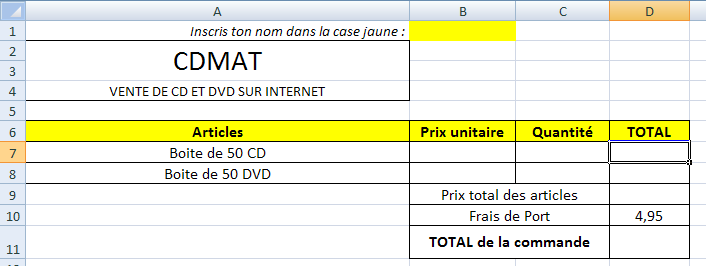 A B C D
1 Inscris ton nom dans la case jaune :
2
3 CDMAT
4 VENTE DE CD ET DVD SUR INTERNET
5
6 Articles Prix unitaire Quantité TOTAL
7 Boite de 50 CD
8 Boite de 50 DVD
9 Prix total des articles
10 Frais de Port 4,95
11 TOTAL de la commande